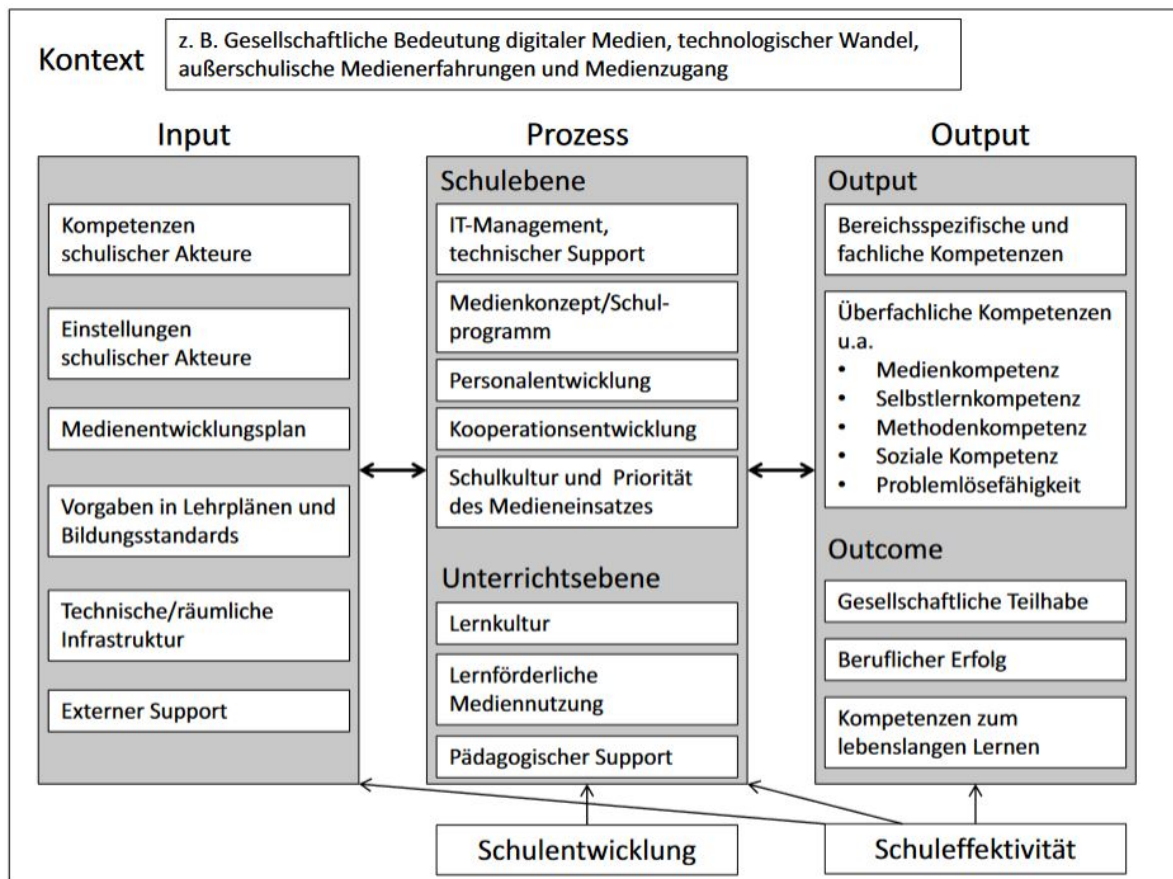 Kontext
z. B. Gesellschaftliche Bedeutung digitaler Medien, technologischer Wandel,
außerschulische Medienerfahrungen und Medienzugang
Input
Kompetenzen
schulischer Akteure
Einstellungen
schulischer Akteure
Medienentwicklungsplan
Vorgaben in Lehrplänen und
Bildungsstandards
Technische/räumliche
Infrastruktur
Externer Support
Prozess
Schulebene
IT-Management,
technischer Support
Medienkonzept/Schul-
programm
Personalentwicklung
Kooperationsentwicklung
Schulkultur und Priorität
des Medieneinsatzes
Unterrichtsebene
Lernkultur
Lernförderliche
Mediennutzung
Pädagogischer Support
Output
Output
Bereichsspezifische und
fachliche Kompetenzen
Überfachliche Kompetenzen
u.a.
• Medienkompetenz
• Selbstlernkompetenz
• Methodenkompetenz
• Soziale Kompetenz
• Problemlösefähigkeit
Outcome
Gesellschaftliche Teilhabe
Beruflicher Erfolg
Kompetenzen zum
lebenslangen Lernen
Schulentwicklung
Schuleffektivität